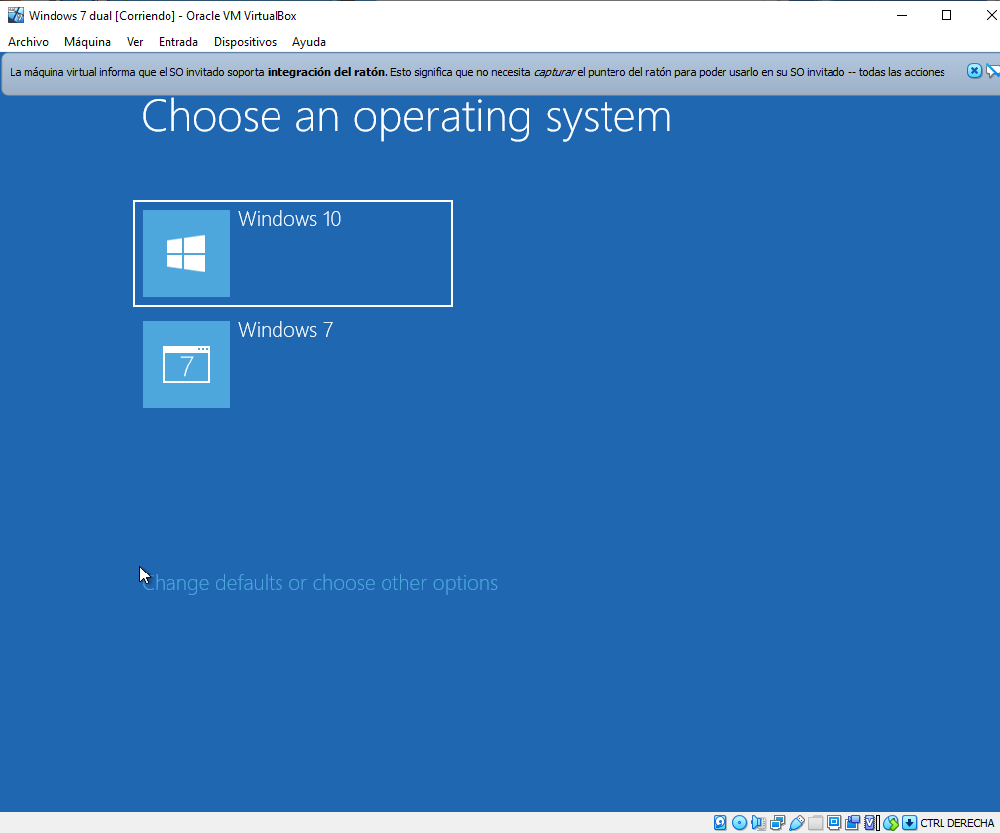 Windows 7 dual [Corriendo] - Oracle VM VirtualBox
Archivo Máquina Ver Entrada Dispositivos Ayuda
La máquina virtual informa que el SO invitado soporta integración del ratón. Esto significa que no necesita capturar el puntero del ratón para poder usarlo en su SO invitado -- todas las acciones
Choose an operating system
Windows 10
7
Windows 7
Change defaults or choose other options
CTRL DERECHA